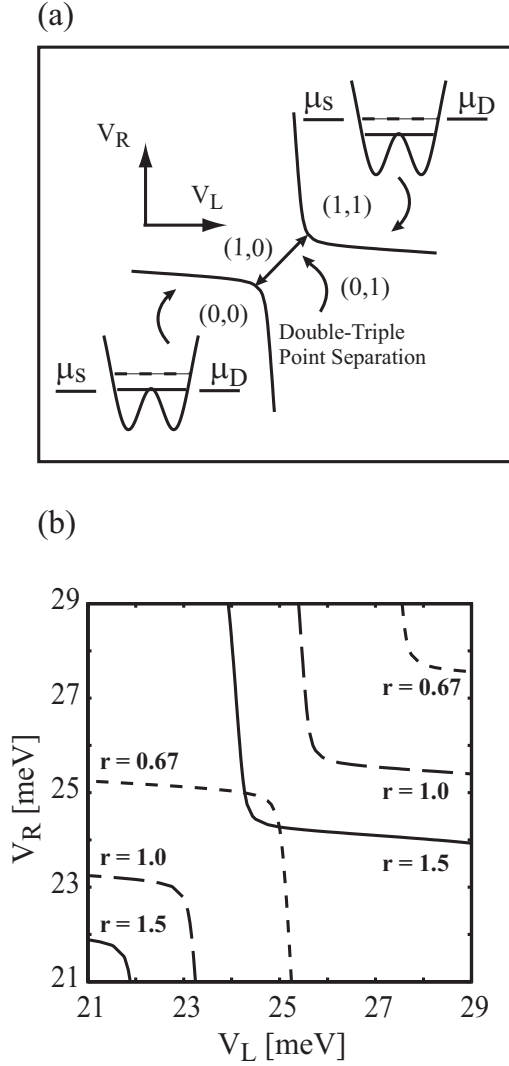 (a)
μs
μD
VR
VL
(1,1)
(1,0)
(0,1)
(0,0)
Double-Triple
Point Separation
μs
μD
(b)
29
27
25
23
21
VR [meV]
r = 0.67
r = 0.67
r = 1.0
r = 1.0
r = 1.5
r = 1.5
21 23 25 27 29
VL [meV]